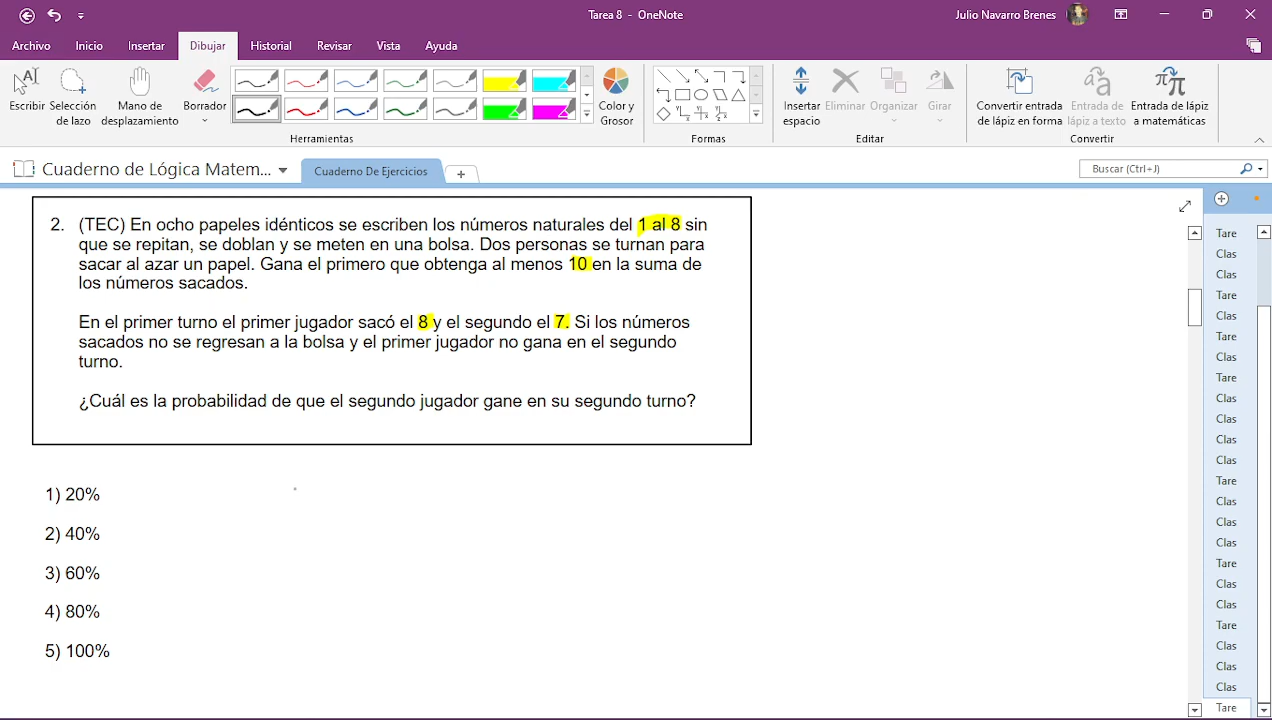 Tarea 8 - OneNote
Julio Navarro Brenes
Archivo Inicio Insertar Dibujar Historial Revisar Vista Ayuda
Escribir Selección de lazo Mano de desplazamiento Borrador Color y Grosor Insertar espacio Eliminar Organizar Girar Convertir entrada de lápiz en forma Entrada de lápiz a texto Entrada de lápiz a matemáticas
Herramientas Formas Editar Convertir
Cuaderno de Lógica Matem... Cuaderno De Ejercicios + Buscar (Ctrl+J)
2. (TEC) En ocho papeles idénticos se escriben los números naturales del 1 al 8 sin
que se repitan, se doblan y se meten en una bolsa. Dos personas se turnan para
sacar al azar un papel. Gana el primero que obtenga al menos 10 en la suma de
los números sacados.
En el primer turno el primer jugador sacó el 8 y el segundo el 7. Si los números
sacados no se regresan a la bolsa y el primer jugador no gana en el segundo
turno.
¿Cuál es la probabilidad de que el segundo jugador gane en su segundo turno?
1) 20%
2) 40%
3) 60%
4) 80%
5) 100%
Tare
Clas
Clas
Tare
Clas
Tare
Clas
Tare
Clas
Clas
Clas
Clas
Tare
Clas
Clas
Clas
Tare
Clas
Clas
Tare
Clas
Clas
Clas
Tare